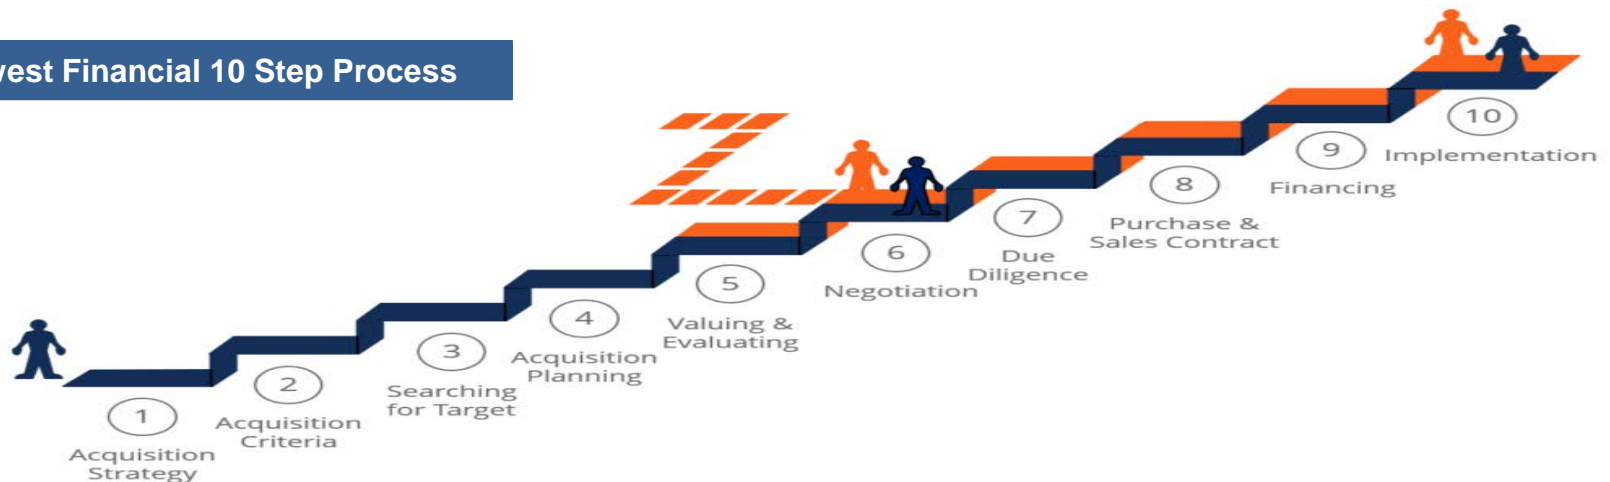 vest Financial 10 Step Process
1
Acquisition
Strategy
2
Acquisition
Criteria
3
Searching
for Target
4
Acquisition
Planning
5
Valuing &
Evaluating
6
Negotiation
7
Due
Diligence
8
Purchase &
Sales Contract
9
Financing
10
Implementation